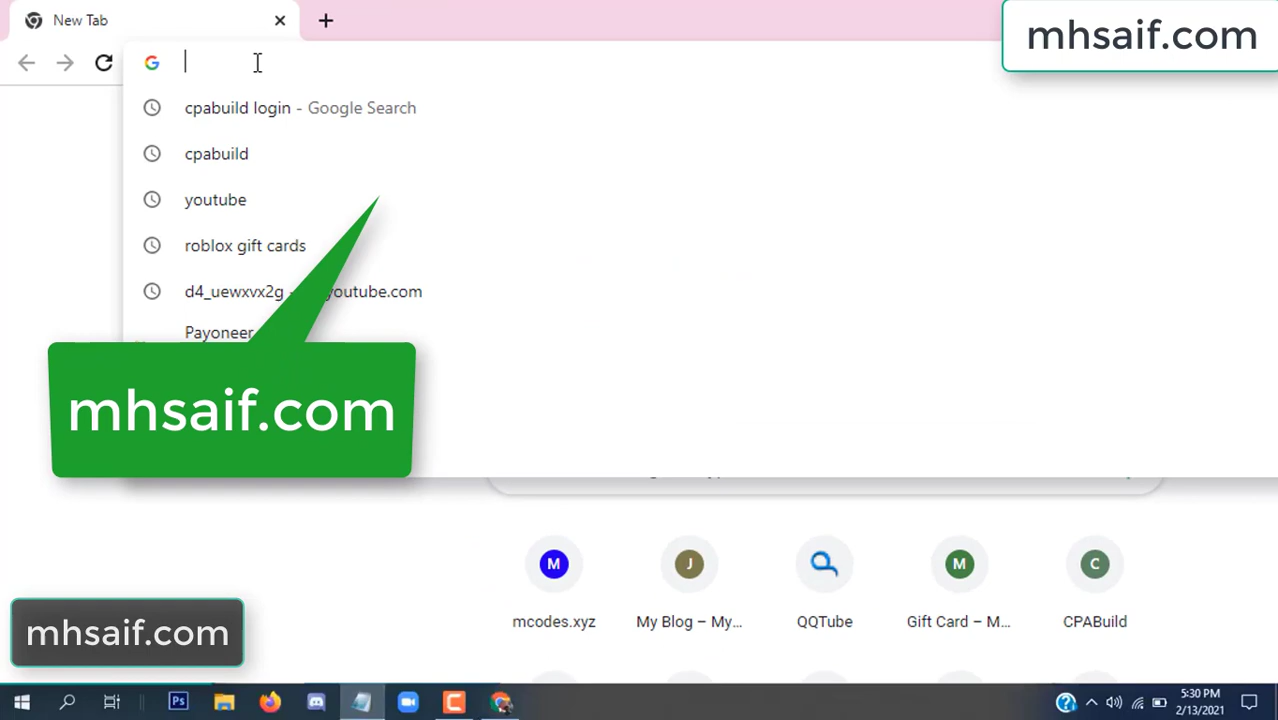 New Tab
mhsaif.com
cpabuild login - Google Search
cpabuild
youtube
roblox gift cards
d4_uewxvx2g - youtube.com
Payoneer
mhsaif.com
M
J
M
C
mcodes.xyz
My Blog – My...
QQTube
Gift Card – M...
CPABuild
mhsaif.com
Ps
5:30 PM
2/13/2021